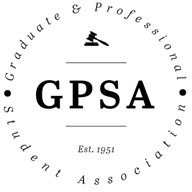 Graduate & Professional
GPSA
Est. 1951
Student Association